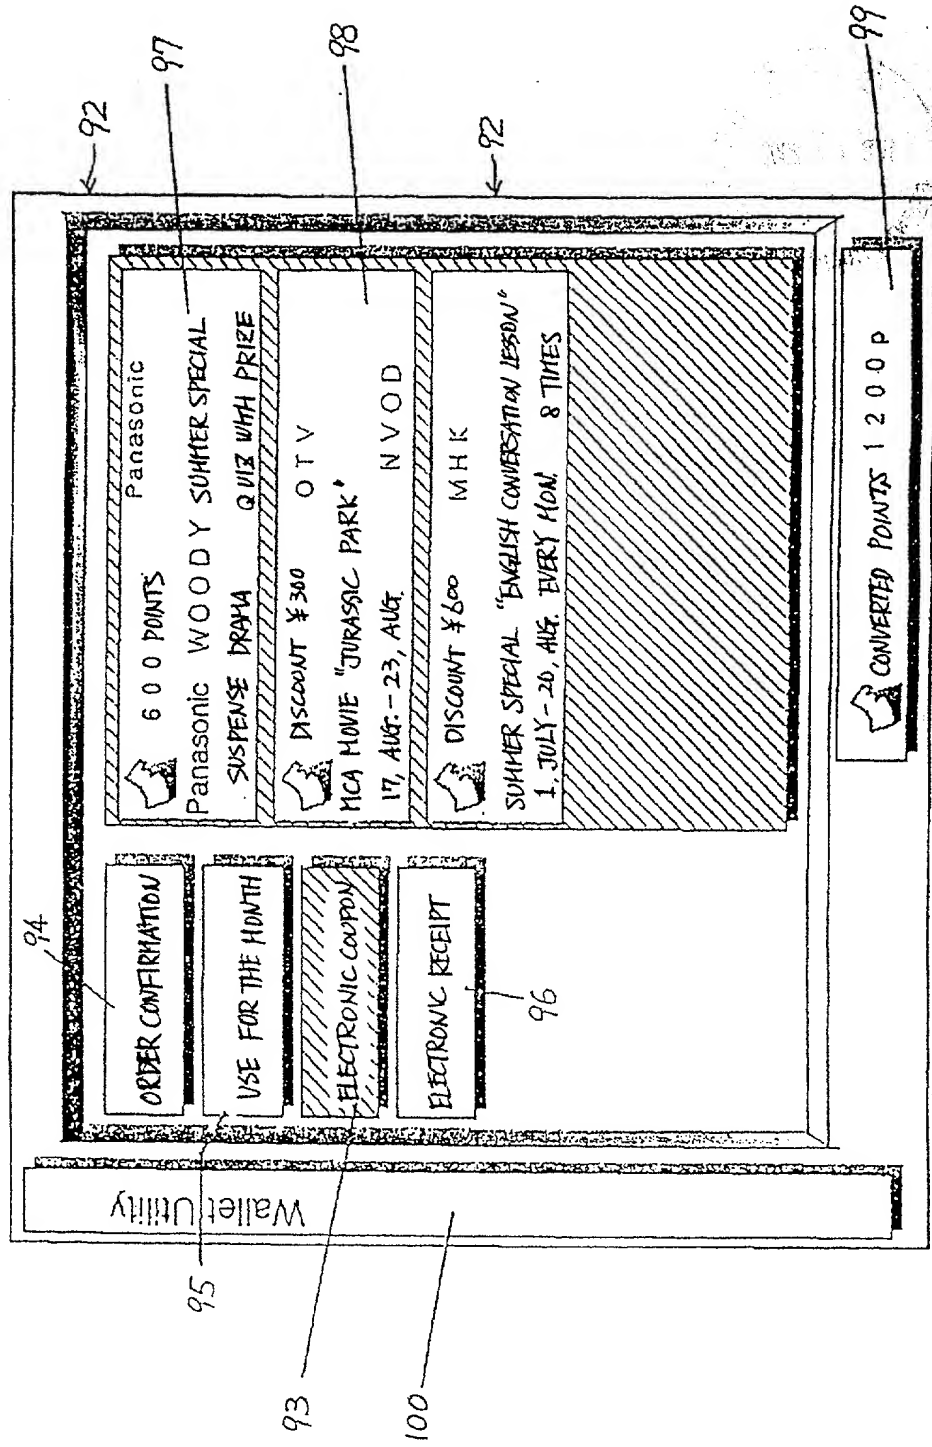 Wallet Utility
ORDER CONFIRMATION
USE FOR THE MONTH
ELECTRONIC COUPON
ELECTRONIC RECEIPT
600 POINTS Panasonic
Panasonic WOODY SUMMER SPECIAL
SUSPENSE DRAMA QUIZ WITH PRIZE
DISCOUNT ¥300 OTV
MCA MOVIE "JURASSIC PARK"
17, AUG.-23, AUG. NVOD
DISCOUNT ¥600 MHK
SUMMER SPECIAL "ENGLISH CONVERSATION LESSON"
1, JULY-20, AUG. EVERY MON. 8 TIMES
CONVERTED POINTS 1200p
92
92
93
94
95
96
97
98
99
100